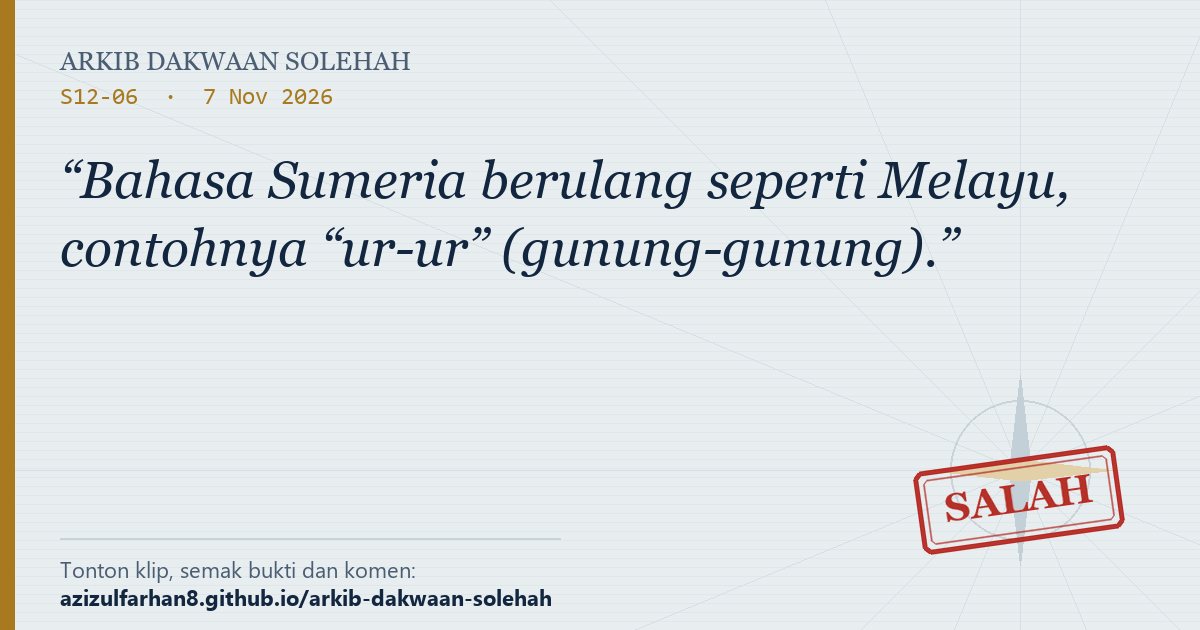 ARKIB DAKWAAN SOLEHAH
S12-06 · 7 Nov 2026
“Bahasa Sumeria berulang seperti Melayu,
contohnya “ur-ur” (gunung-gunung).”
SALAH
Tonton klip, semak bukti dan komen:
azizulfarhan8.github.io/arkib-dakwaan-solehah